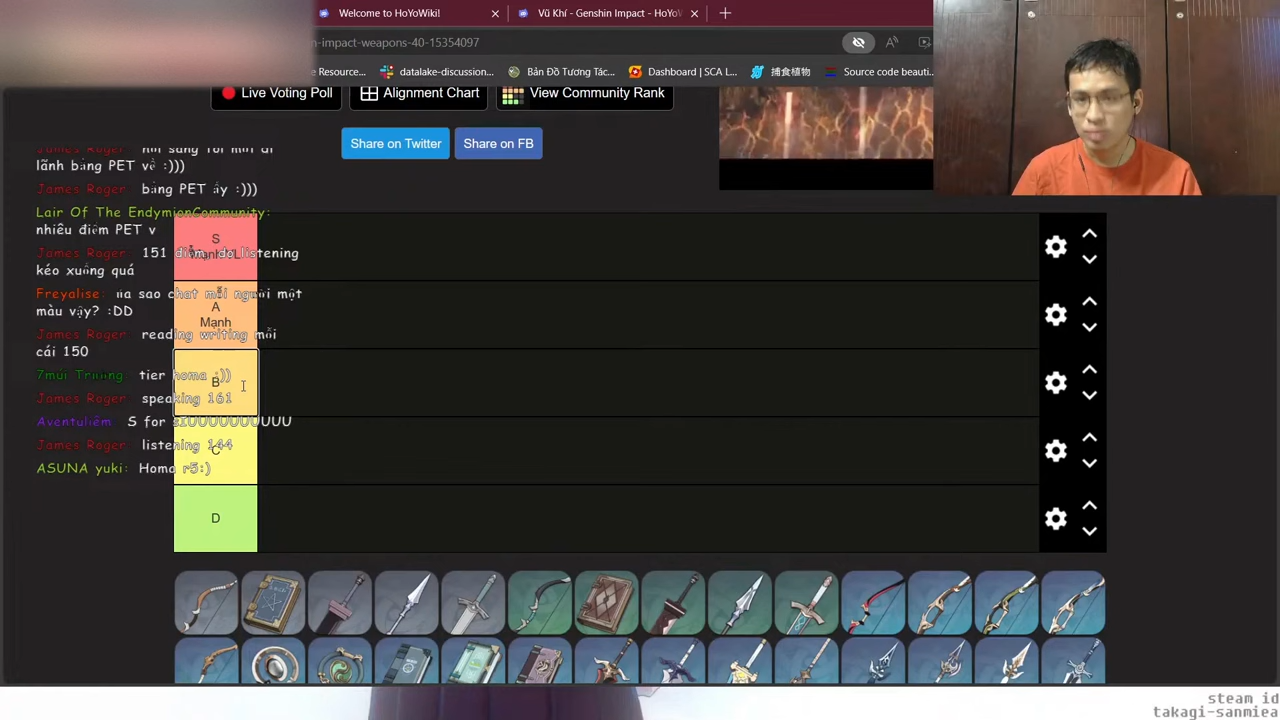 Welcome to HoYoWiki!
Vũ Khí - Genshin Impact - HoYoW
-impact-weapons-40-15354097
Resource...
datalake-discussion...
Bản Đồ Tương Tác...
Dashboard | SCA L...
捕食植物
Source code beauti...
Live Voting Poll
Alignment Chart
View Community Rank
Share on Twitter
Share on FB
James Roger:
lãnh bằng PET về :)))
James Roger: bằng PET ấy :)))
Lair Of The EndymionCommunity:
nhiêu điểm PET v
James Roger: 151 điểm, do listening
kéo xuống quá
Freyalise: ủa sao chat mỗi người một
màu vậy? :DD
James Roger: reading writing mỗi
cái 150
tier homa :))
James Roger: speaking 161
Aventuliêm: S for SIUUUUUUUUUU
James Roger: listening 144
ASUNA yuki: Homa r5:)
S
A
Mạnh
B
C
D
steam id
takagi-sanmiea